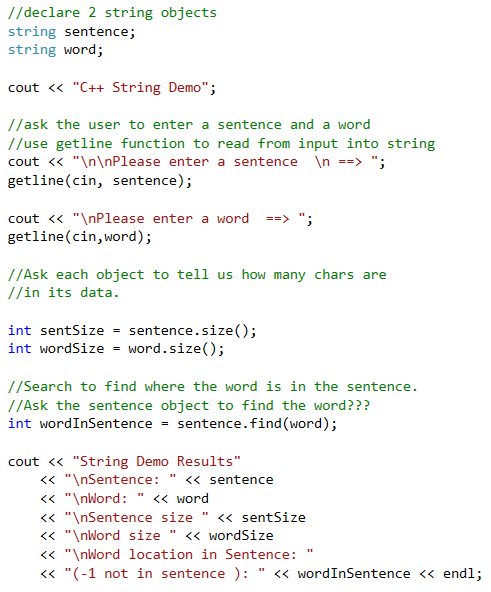 //declare 2 string objects
string sentence;
string word;

cout << "C++ String Demo";

//ask the user to enter a sentence and a word
//use getline function to read from input into string
cout << "\n\nPlease enter a sentence  \n ==> ";
getline(cin, sentence);

cout << "\nPlease enter a word  ==> ";
getline(cin,word);

//Ask each object to tell us how many chars are
//in its data.

int sentSize = sentence.size();
int wordSize = word.size();

//Search to find where the word is in the sentence.
//Ask the sentence object to find the word???
int wordInSentence = sentence.find(word);

cout << "String Demo Results"
    << "\nSentence: " << sentence
    << "\nWord: " << word
    << "\nSentence size " << sentSize
    << "\nWord size " << wordSize
    << "\nWord location in Sentence: "
    << "(-1 not in sentence ): " << wordInSentence << endl;